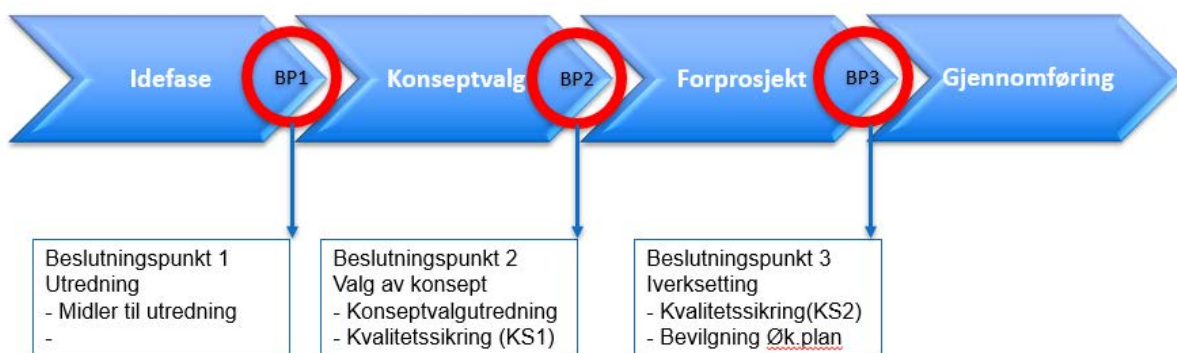 Idefase
BP1
Konseptvalg
BP2
Forprosjekt
BP3
Gjennomføring
Beslutningspunkt 1
Utredning
- Midler til utredning
-
Beslutningspunkt 2
Valg av konsept
- Konseptvalgutredning
- Kvalitetssikring (KS1)
Beslutningspunkt 3
Iverksetting
- Kvalitetssikring(KS2)
- Bevilgning Øk.plan